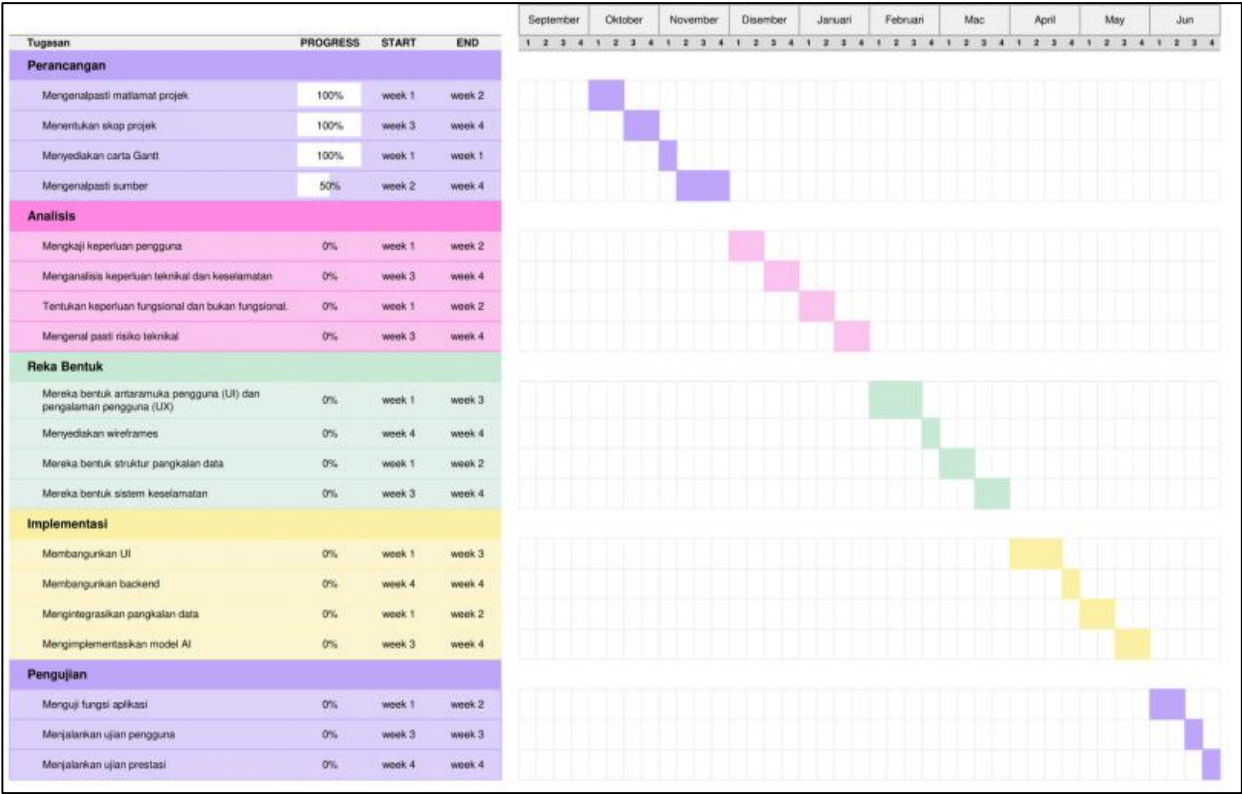 September Oktober November Disember Januari Februari Mac April May Jun
Tugasan PROGRESS START END 1 2 3 4 1 2 3 4 1 2 3 4 1 2 3 4 1 2 3 4 1 2 3 4 1 2 3 4 1 2 3 4 1 2 3 4 1 2 3 4
Perancangan
Mengenalpasti matlamat projek 100% week 1 week 2
Menentukan skop projek 100% week 3 week 4
Menyediakan carta Gantt 100% week 1 week 1
Mengenalpasti sumber 50% week 2 week 4
Analisis
Mengkaji keperluan pengguna 0% week 1 week 2
Menganalisis keperluan teknikal dan keselamatan 0% week 3 week 4
Tentukan keperluan fungsional dan bukan fungsional. 0% week 1 week 2
Mengenal pasti risiko teknikal 0% week 3 week 4
Reka Bentuk
Mereka bentuk antaramuka pengguna (UI) dan
pengalaman pengguna (UX) 0% week 1 week 3
Menyediakan wireframes 0% week 4 week 4
Mereka bentuk struktur pangkalan data 0% week 1 week 2
Mereka bentuk sistem keselamatan 0% week 3 week 4
Implementasi
Membangunkan UI 0% week 1 week 3
Membangunkan backend 0% week 4 week 4
Mengintegrasikan pangkalan data 0% week 1 week 2
Mengimplementasikan model AI 0% week 3 week 4
Pengujian
Menguji fungsi aplikasi 0% week 1 week 2
Menjalankan ujian pengguna 0% week 3 week 3
Menjalankan ujian prestasi 0% week 4 week 4